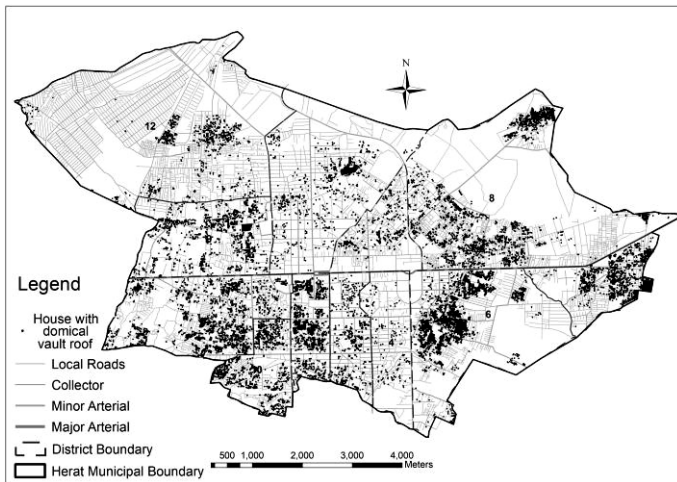 N
12
8
6
Legend
House with
domical
vault roof
Local Roads
Collector
Minor Arterial
Major Arterial
District Boundary
Herat Municipal Boundary
500 1,000 2,000 3,000 4,000
Meters